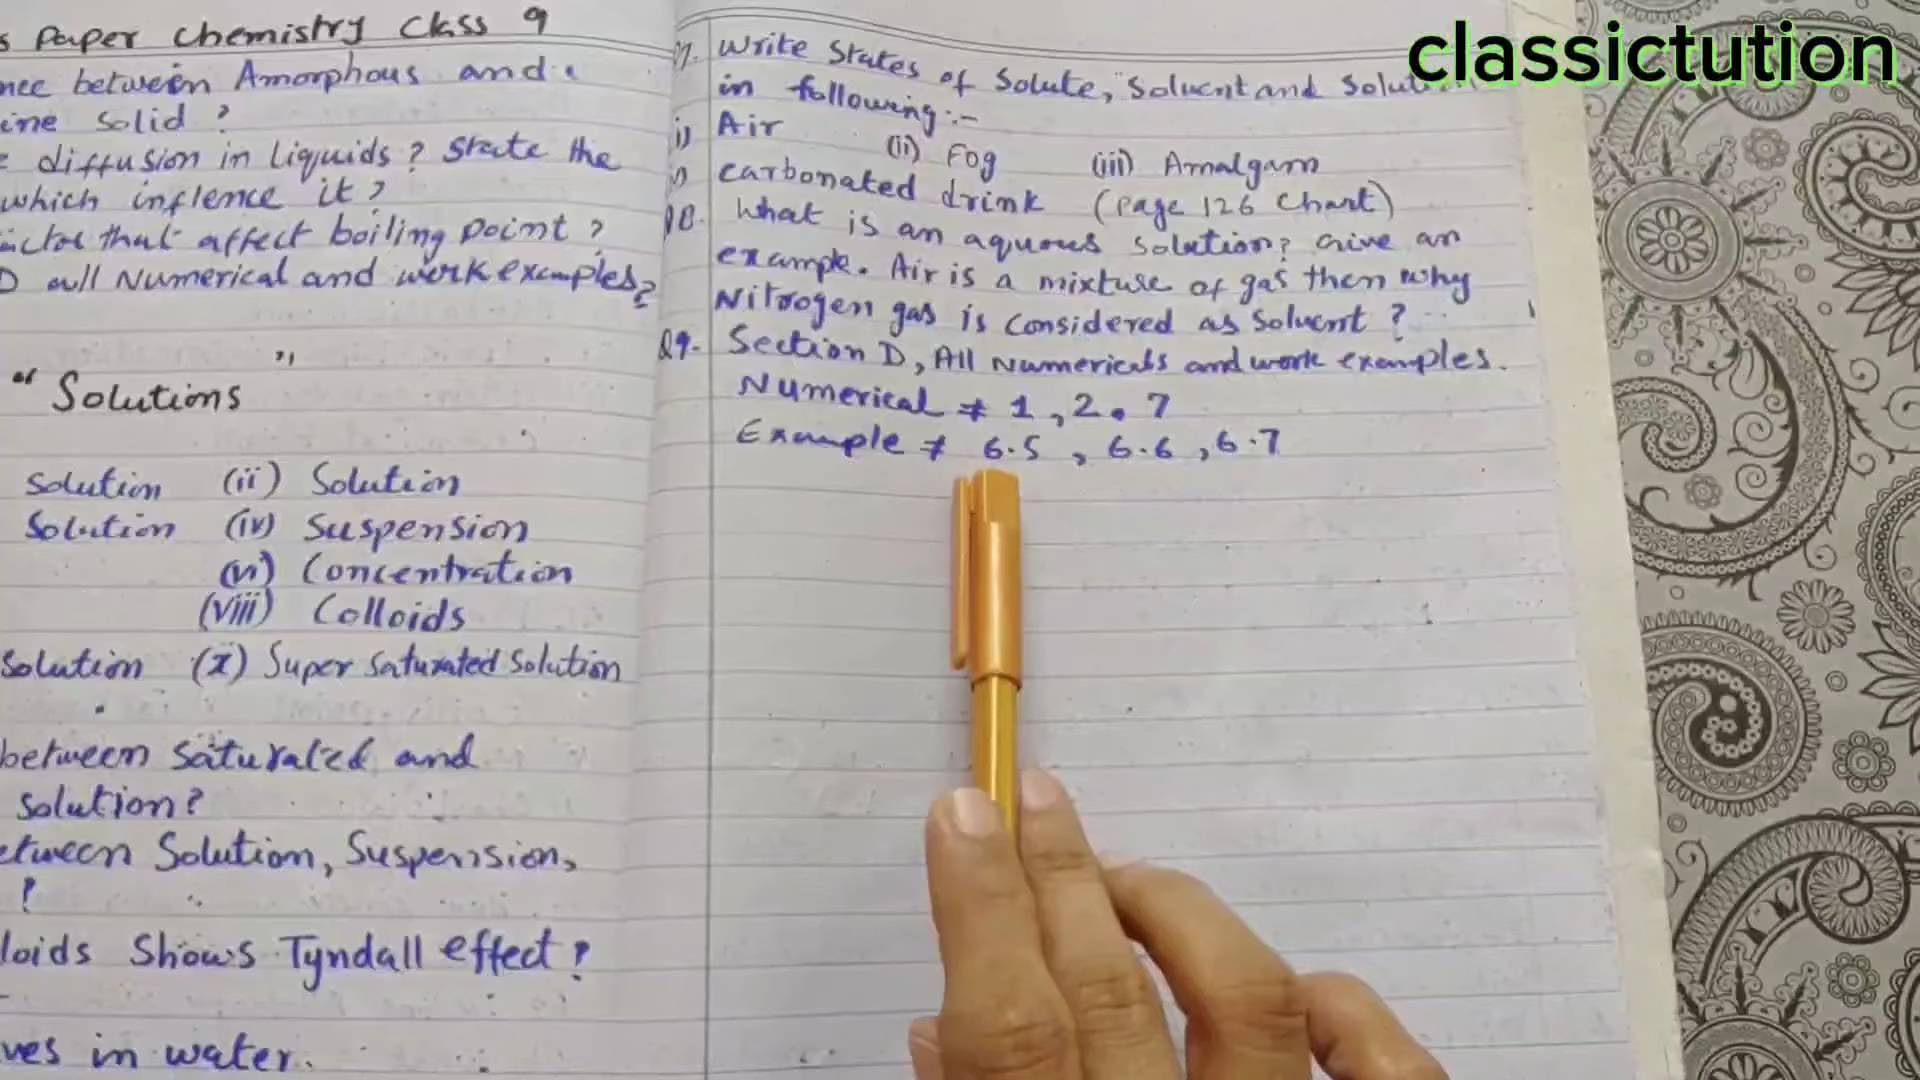 s Paper Chemistry Class 9
nce between Amorphous and
ine solid ?
diffusion in liquids ? State the
which inflence it ?
actor that affect boiling point ?
D all Numerical and werk examples ?
of Solutions
Solution (ii) Solution
Solution (iv) Suspension
(vi) Concentration
(viii) Colloids
Solution (x) Super saturated solution
between saturated and
solution?
etween Solution, Suspension,
?
loids Shows Tyndall effect ?
ves in water.
classictution
7. Write states of Solute, Solvent and Solution
in following :-
i) Air (ii) Fog (iii) Amalgam
carbonated drink (Page 126 Chart)
Q8. What is an aquous solution? Give an
example. Air is a mixture of gas then why
Nitrogen gas is considered as solvent ?
Q9. Section D, All Numericals and work examples.
Numerical # 1, 2, 7
Example # 6.5, 6.6, 6.7